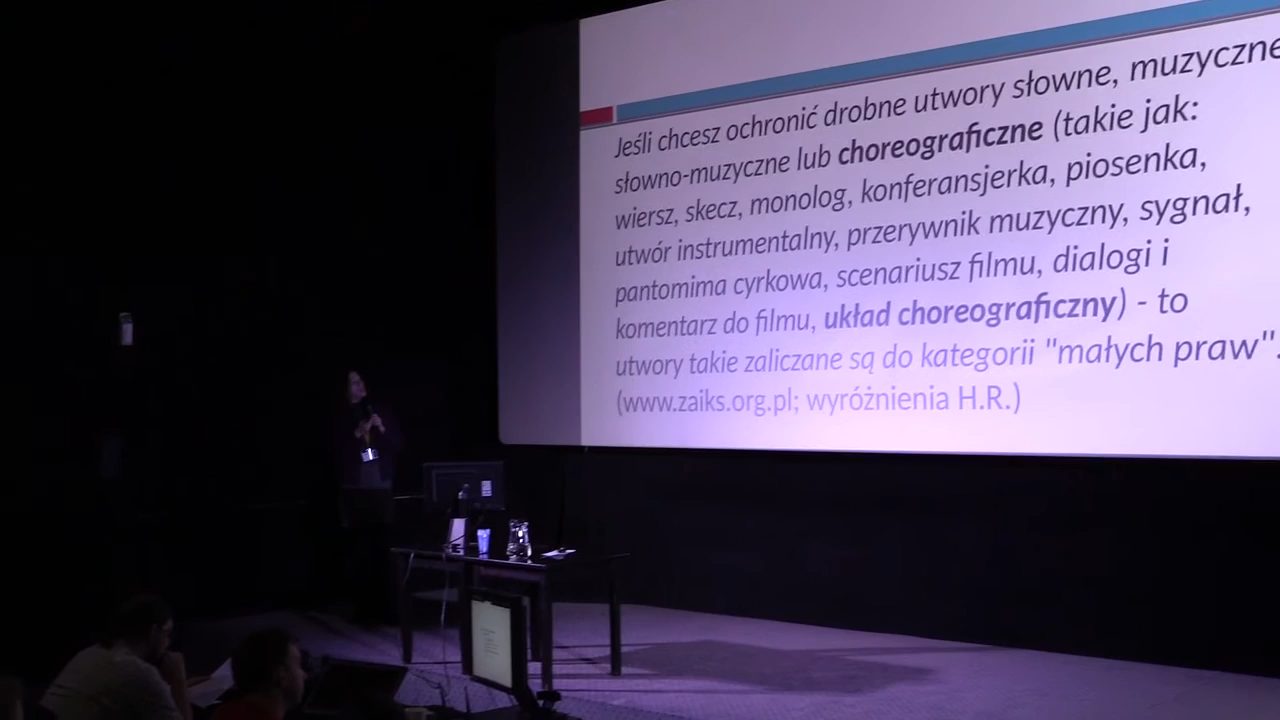 Jeśli chcesz ochronić drobne utwory słowne, muzyczne
słowno-muzyczne lub choreograficzne (takie jak:
wiersz, skecz, monolog, konferansjerka, piosenka,
utwór instrumentalny, przerywnik muzyczny, sygnał,
pantomima cyrkowa, scenariusz filmu, dialogi i
komentarz do filmu, układ choreograficzny) - to
utwory takie zaliczane są do kategorii "małych praw".
(www.zaiks.org.pl; wyróżnienia H.R.)